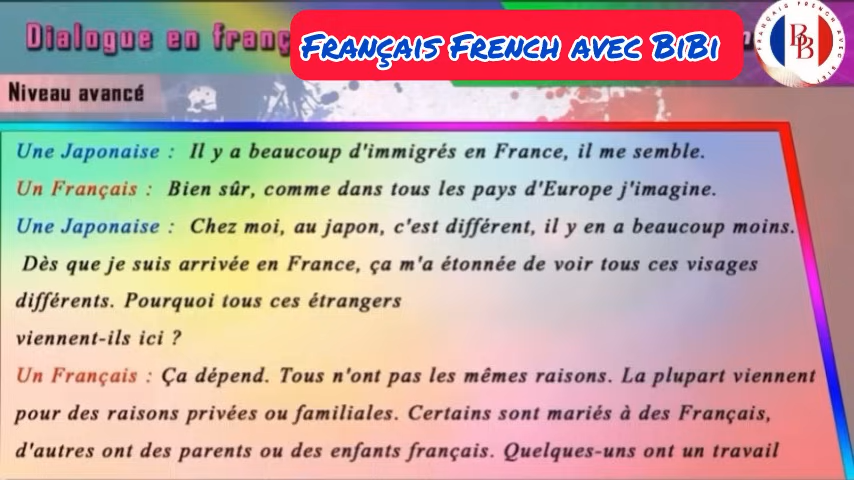 Dialogue en franç
Français French avec BiBi
FRANÇAIS FRENCH AVEC BIBI
BB
Niveau avancé
Une Japonaise : Il y a beaucoup d'immigrés en France, il me semble.
Un Français : Bien sûr, comme dans tous les pays d'Europe j'imagine.
Une Japonaise : Chez moi, au japon, c'est différent, il y en a beaucoup moins.
Dès que je suis arrivée en France, ça m'a étonnée de voir tous ces visages
différents. Pourquoi tous ces étrangers
viennent-ils ici ?
Un Français : Ça dépend. Tous n'ont pas les mêmes raisons. La plupart viennent
pour des raisons privées ou familiales. Certains sont mariés à des Français,
d'autres ont des parents ou des enfants français. Quelques-uns ont un travail